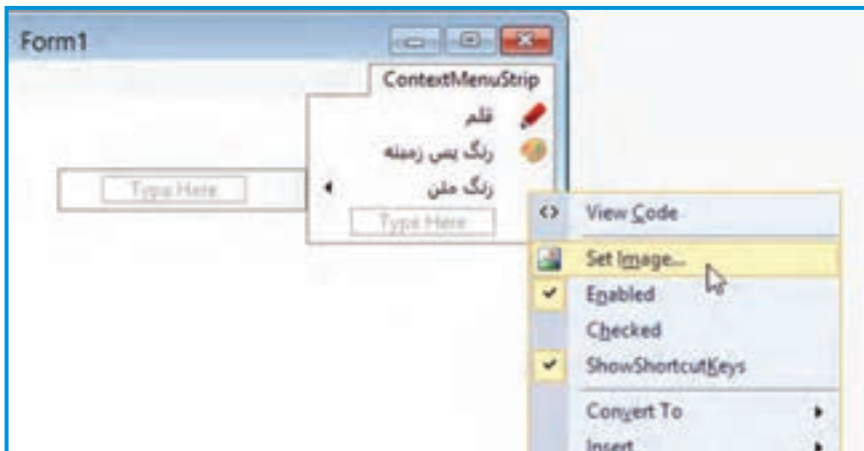 Form1
ContextMenuStrip
قلم
رنگ پس زمینه
رنگ متن
Type Here
Type Here
View Code
Set Image...
Enabled
Checked
ShowShortcutKeys
Convert To
Insert